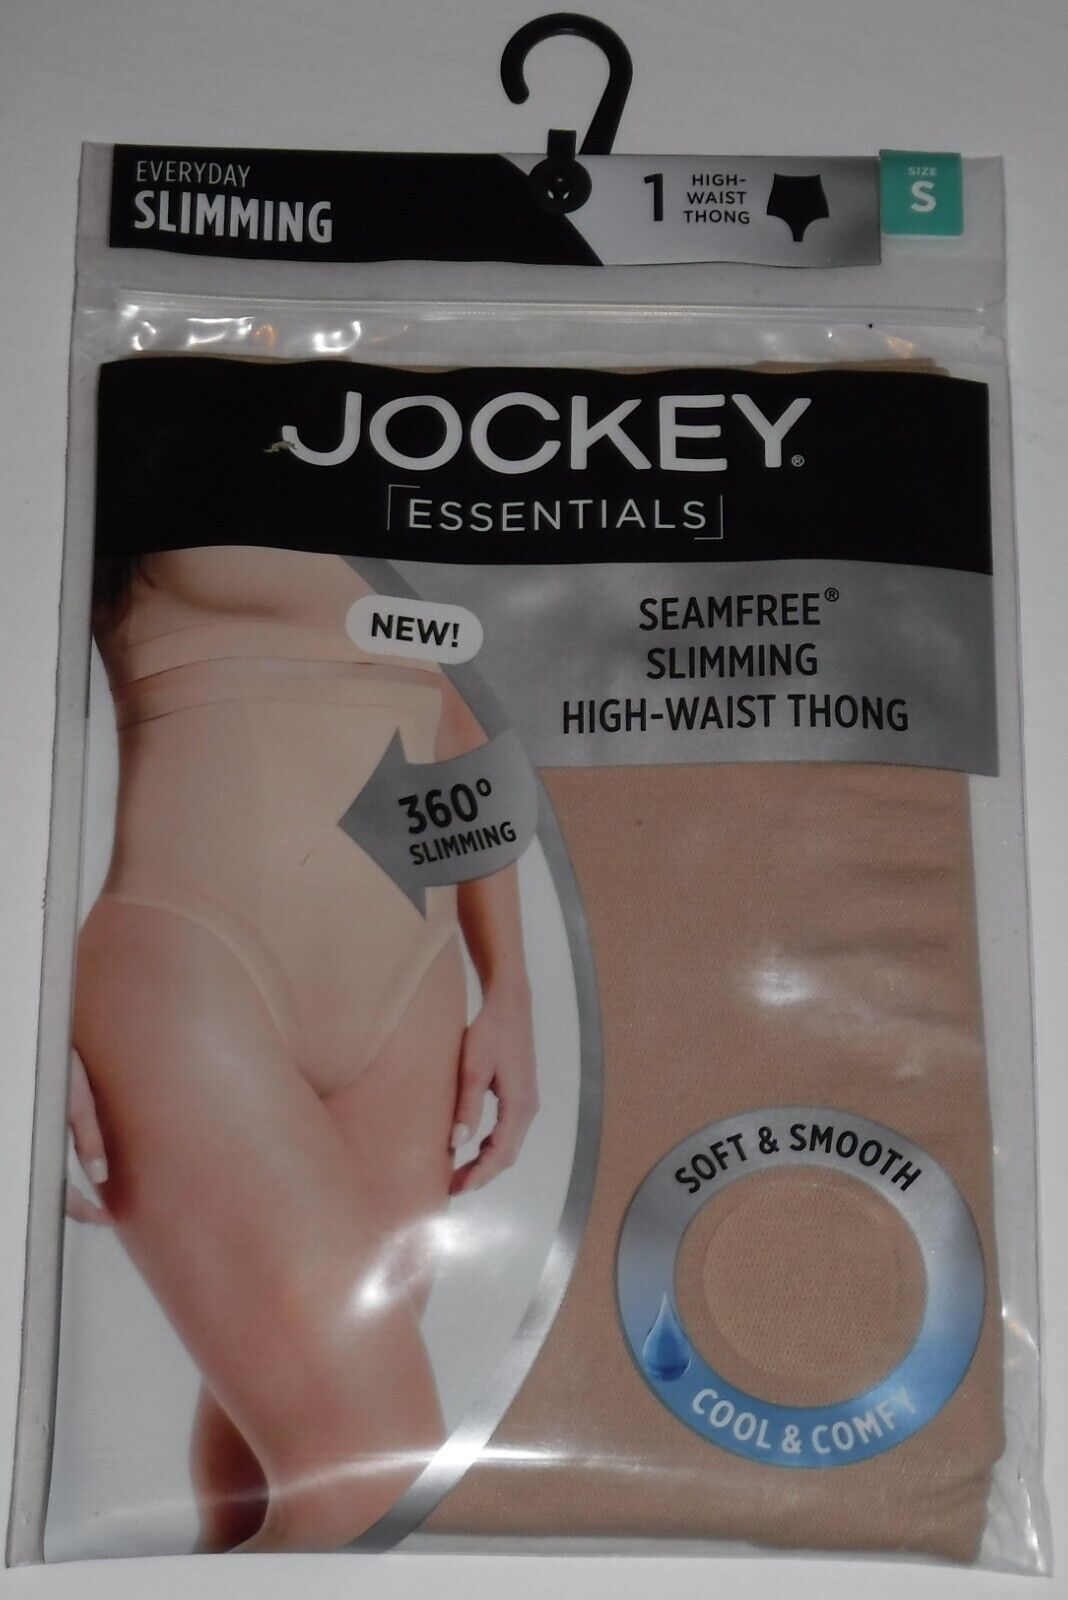 EVERYDAY
SLIMMING
1 HIGH-
WAIST
THONG
SIZE
S
JOCKEY®
ESSENTIALS
NEW!
SEAMFREE®
SLIMMING
HIGH-WAIST THONG
360°
SLIMMING
SOFT & SMOOTH
COOL & COMFY